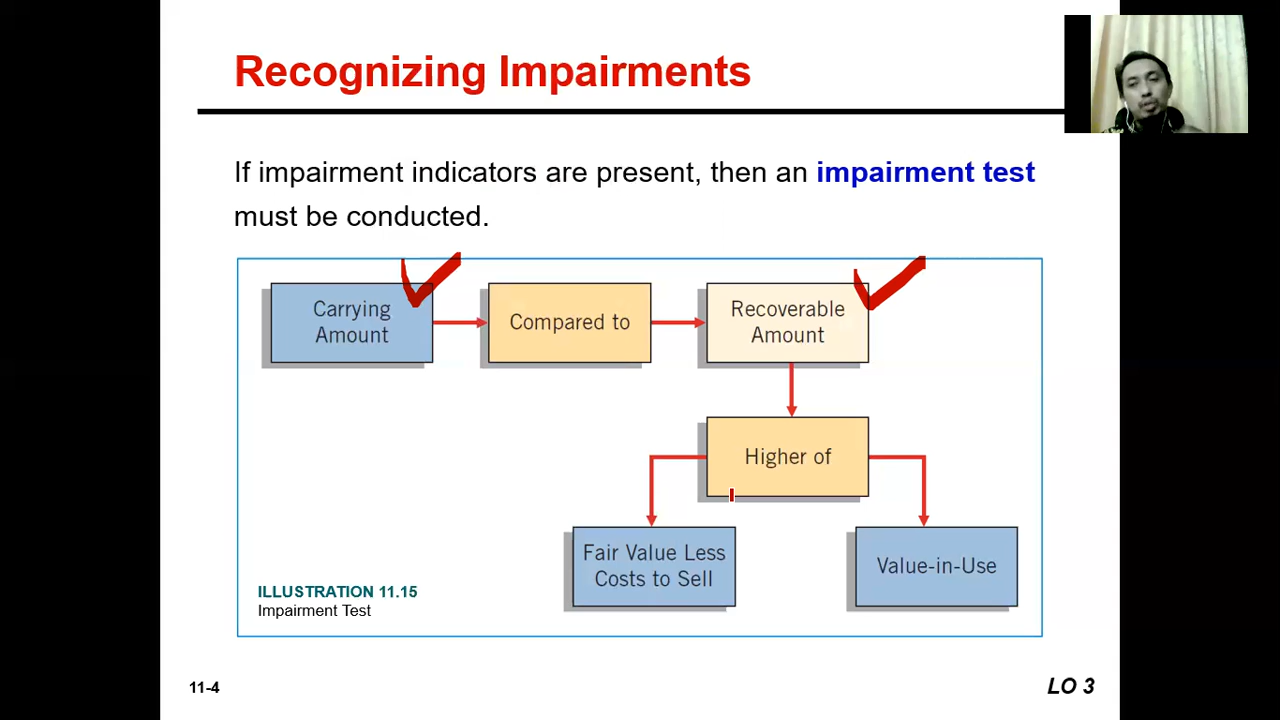 Recognizing Impairments
If impairment indicators are present, then an impairment test
must be conducted.
Carrying
Amount
Compared to
Recoverable
Amount
Higher of
Fair Value Less
Costs to Sell
Value-in-Use
ILLUSTRATION 11.15
Impairment Test
11-4
LO 3